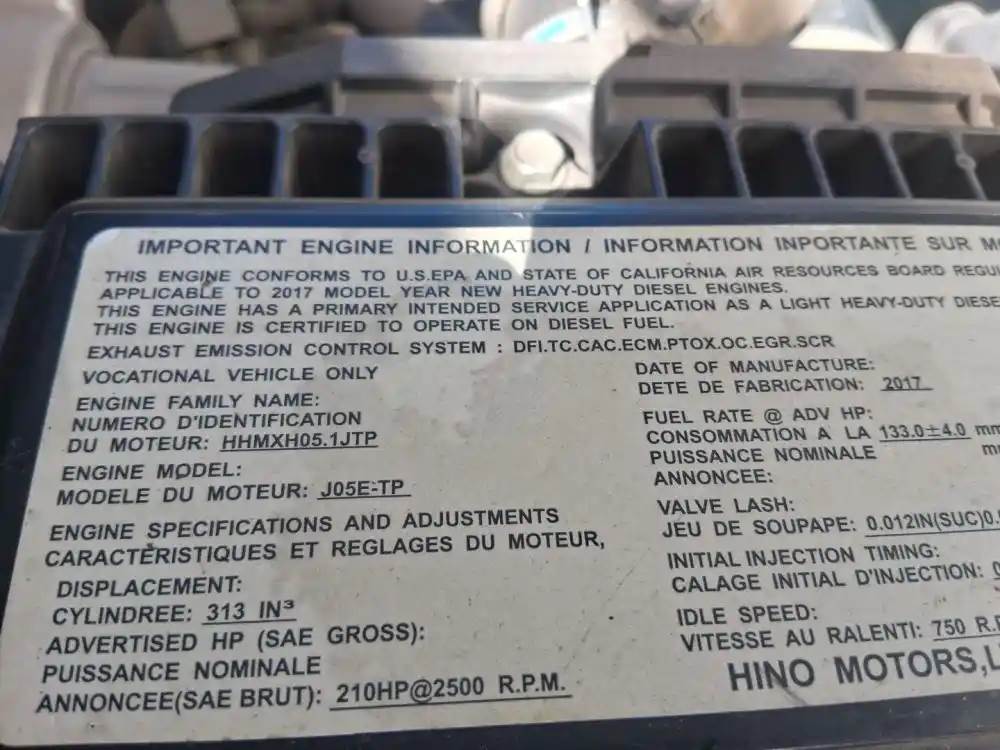 IMPORTANT ENGINE INFORMATION / INFORMATION INPORTANTE SUR
THIS ENGINE CONFORMS TO U.S.EPA AND STATE OF CALIFORNIA AIR RESOURCES BOARD
APPLICABLE TO 2017 MODEL YEAR NEW HEAVY-DUTY DIESEL ENGINES.
THIS ENGINE HAS A PRIMARY INTENDED SERVICE APPLICATION AS A LIGHT HEAVY-DUTY
THIS ENGINE IS CERTIFIED TO OPERATE ON DIESEL FUEL.
EXHAUST EMISSION CONTROL SYSTEM : DFI.TC.CAC.ECM.PTOX.OC.EGR.SCR
VOCATIONAL VEHICLE ONLY
ENGINE FAMILY NAME:
NUMERO D'IDENTIFICATION
DU MOTEUR: HHMXH05.1JTP
ENGINE MODEL:
MODELE DU MOTEUR: J05E-TP
ENGINE SPECIFICATIONS AND ADJUSTMENTS
CARACTERISTIQUES ET REGLAGES DU MOTEUR,
DISPLACEMENT:
CYLINDREE: 313 IN³
ADVERTISED HP (SAE GROSS):
PUISSANCE NOMINALE
ANNONCEE(SAE BRUT): 210HP@2500 R.P.M.
DATE OF MANUFACTURE:
DETE DE FABRICATION: 2017
FUEL RATE @ ADV HP:
CONSOMMATION A LA 133.0±4.0
PUISSANCE NOMINALE
ANNONCEE:
VALVE LASH:
JEU DE SOUPAPE: 0.012IN(SUC)
INITIAL INJECTION TIMING:
CALAGE INITIAL D'INJECTION:
IDLE SPEED:
VITESSE AU RALENTI: 750
HINO MOTORS,